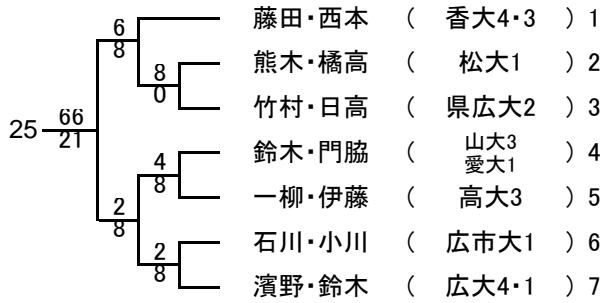 藤田・西本 ( 香大4・3 ) 1
6
8
熊木・橘高 ( 松大1 ) 2
8
0
竹村・日高 ( 県広大2 ) 3
25
66
21
鈴木・門脇 ( 山大3 愛大1 ) 4
4
8
一柳・伊藤 ( 高大3 ) 5
2
8
石川・小川 ( 広市大1 ) 6
2
8
濱野・鈴木 ( 広大4・1 ) 7